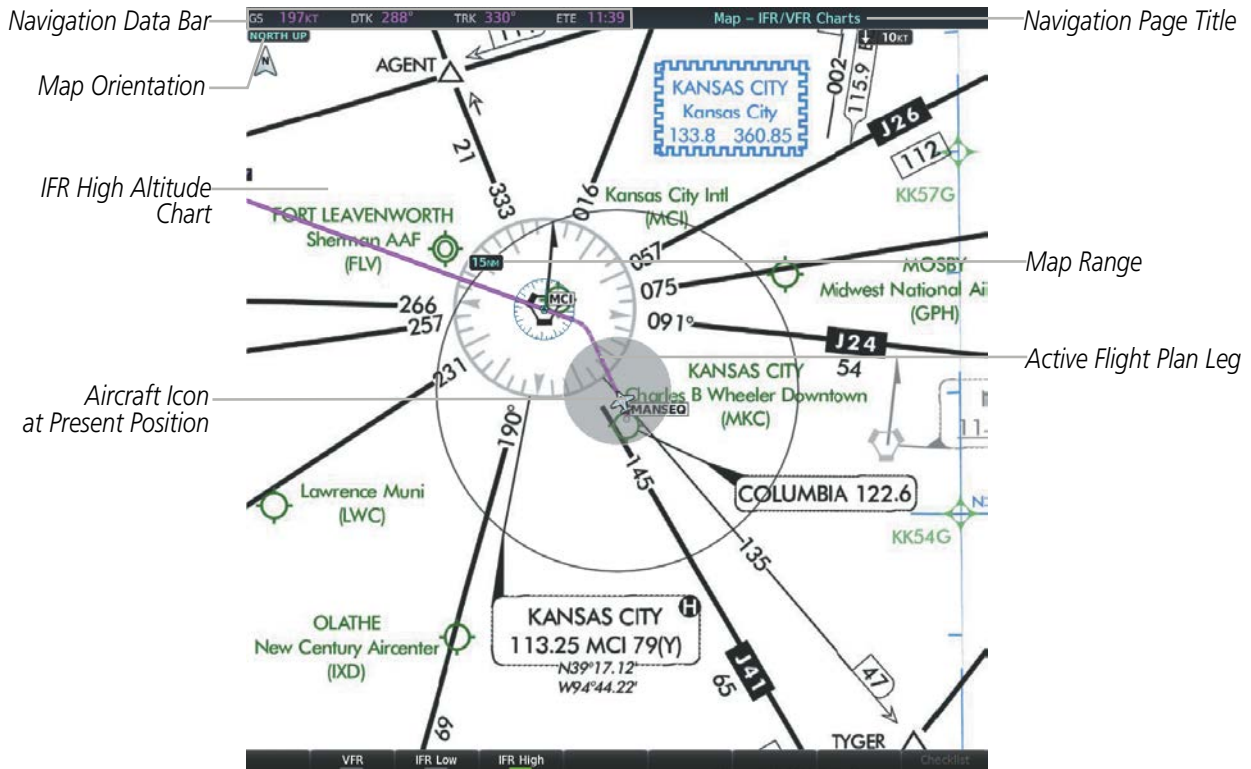 Navigation Data Bar
GS 197KT DTK 288° TRK 330° ETE 11:39
Map – IFR/VFR Charts
Navigation Page Title
NORTH UP
N
10KT
Map Orientation
AGENT
002
115.9
KANSAS CITY
Kansas City
133.8 360.85
J26
112
KK57G
21
333
016
IFR High Altitude
Chart
Kansas City Intl
(MCI)
FORT LEAVENWORTH
Sherman AAF
(FLV)
057
15NM
Map Range
MOSBY
Midwest National Ai
(GPH)
075
MCI
266
257
091°
J24
54
Active Flight Plan Leg
231
KANSAS CITY
Charles B Wheeler Downtown
(MKC)
Aircraft Icon
at Present Position
MANSEQ
190°
11
145
Lawrence Muni
(LWC)
COLUMBIA 122.6
KK54G
135
OLATHE
New Century Aircenter
(IXD)
KANSAS CITY
H
113.25 MCI 79(Y)
N39°17.12'
W94°44.22'
J41
65
47
69
TYGER
VFR IFR Low IFR High Checklist